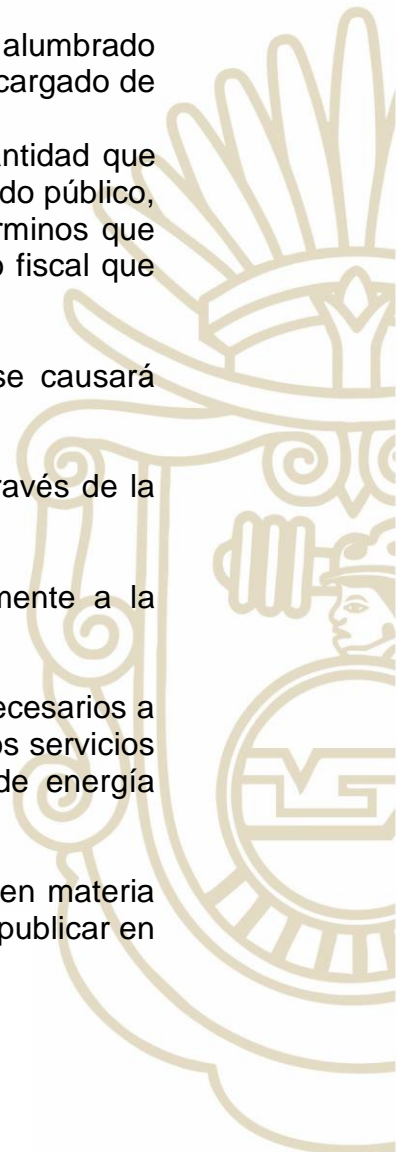 alumbrado
cargado de
antidad que
do público,
rminos que
o fiscal que
se causará
ravés de la
mente a la
ecesarios a
os servicios
de energía
en materia
publicar en